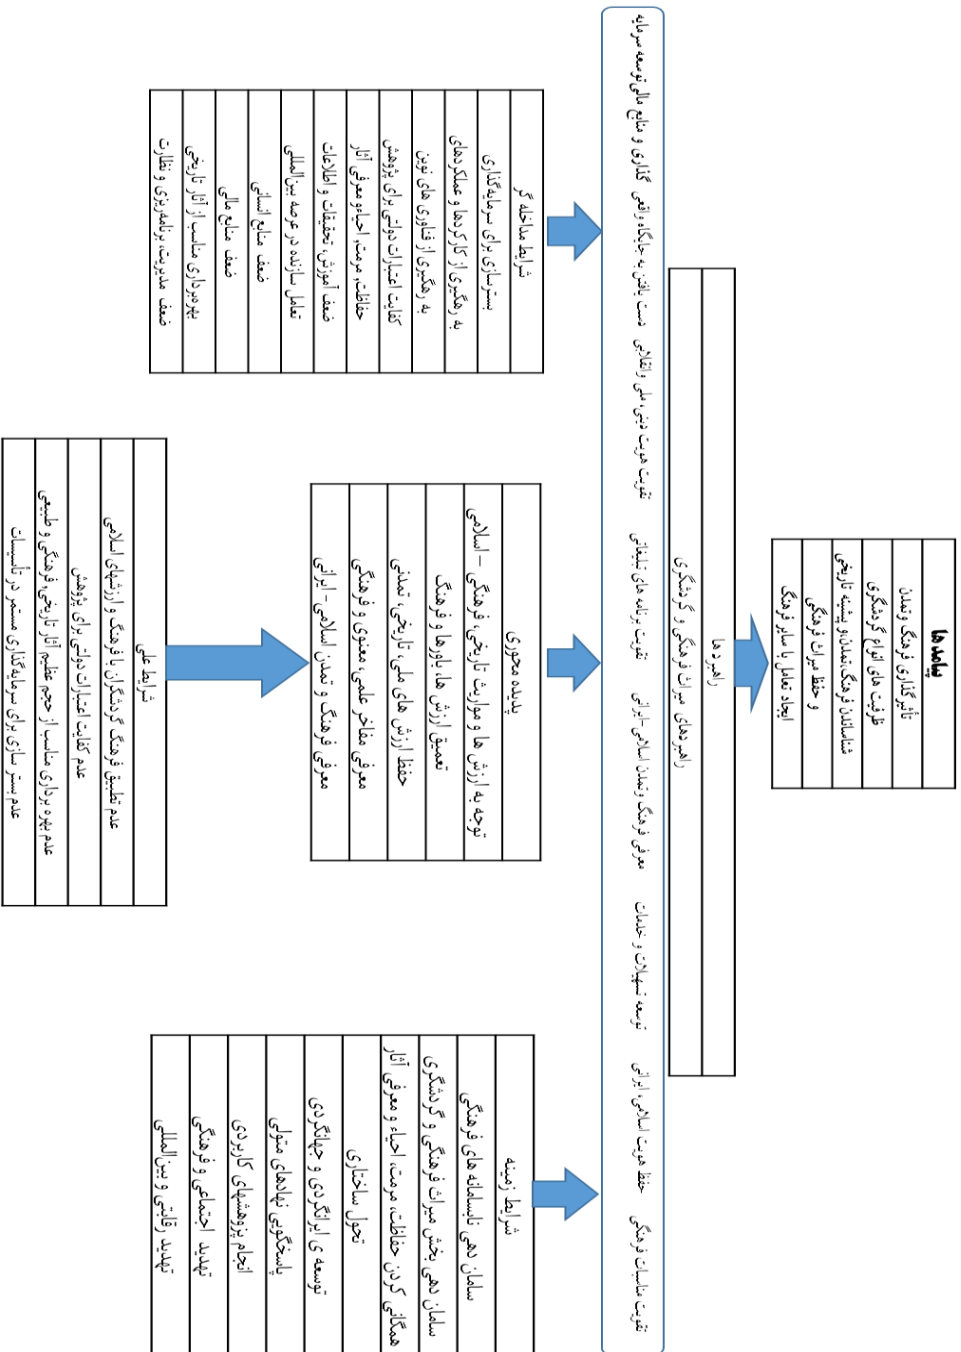 پیامدها
تأثیرگذاری فرهنگ وتمدن
ظرفیت های انواع گردشگری
شناساندن فرهنگ،تمدن،و پیشینه تاریخی
و حفظ میراث فرهنگی
ایجاد تعامل با سایر فرهنگ
راهبردها
راهبردهای میراث فرهنگی و گردشگری
دست یافتن به جایگاه واقعی گذاری و منابع مالی توسعه سرمایه
تقویت هویت دینی، ملی وانقلابی
تقویت برنامه های تبلیغاتی
معرفی فرهنگ وتمدن اسلامی-ایرانی
توسعه تسهیلات و خدمات
حفظ هویت اسلامی، ایرانی
تقویت مناسبات فرهنگی
شرایط مداخله گر
بسترسازی برای سرمایه‌گذاری
به رهگیری از کارکردها و عملکردهای
به رهگیری از فناوری های نوین
کفایت اعتبارات دولتی برای پژوهش
حفاظت، مرمت، احیاءو معرفی آثار
ضعف آموزش، تحقیقات و اطلاعات
تعامل سازنده در عرصه بین‌المللی
ضعف منابع انسانی
ضعف منابع مالی
بهره‌برداری مناسب از آثار تاریخی
ضعف مدیریت، برنامه‌ریزی و نظارت
پدیده محوری
توجه به ارزش ها و مواریث تاریخی، فرهنگی – اسلامی
تعمیق ارزش ها، باورها و فرهنگ
حفظ ارزش های ملی، تاریخی، تمدنی
معرفی مفاخر علمی، معنوی و فرهنگی
معرفی فرهنگ و تمدن اسلامی- ایرانی
شرایط زمینه
سامان دهی نابسامانه های فرهنگی
سامان دهی بخش میراث فرهنگی و گردشگری
همگانی کردن حفاظت، مرمت، احیاء و معرفی آثار
تحول ساختاری
توسعه ی ایرانگردی و جهانگردی
پاسخگویی نهادهای متولی
انجام پژوهشهای کاربردی
تهدید اجتماعی و فرهنگی
تهدید رقابتی و بین‌المللی
شرایط علی
عدم تطبیق فرهنگ گردشگران با فرهنگ و ارزشهای اسلامی
عدم کفایت اعتبارات دولتی برای پژوهش
عدم بهره برداری مناسب از حجم عظیم آثار تاریخی، فرهنگی و طبیعی
عدم بستر سازی برای سرمایه‌گذاری مستمر در تأسیسات